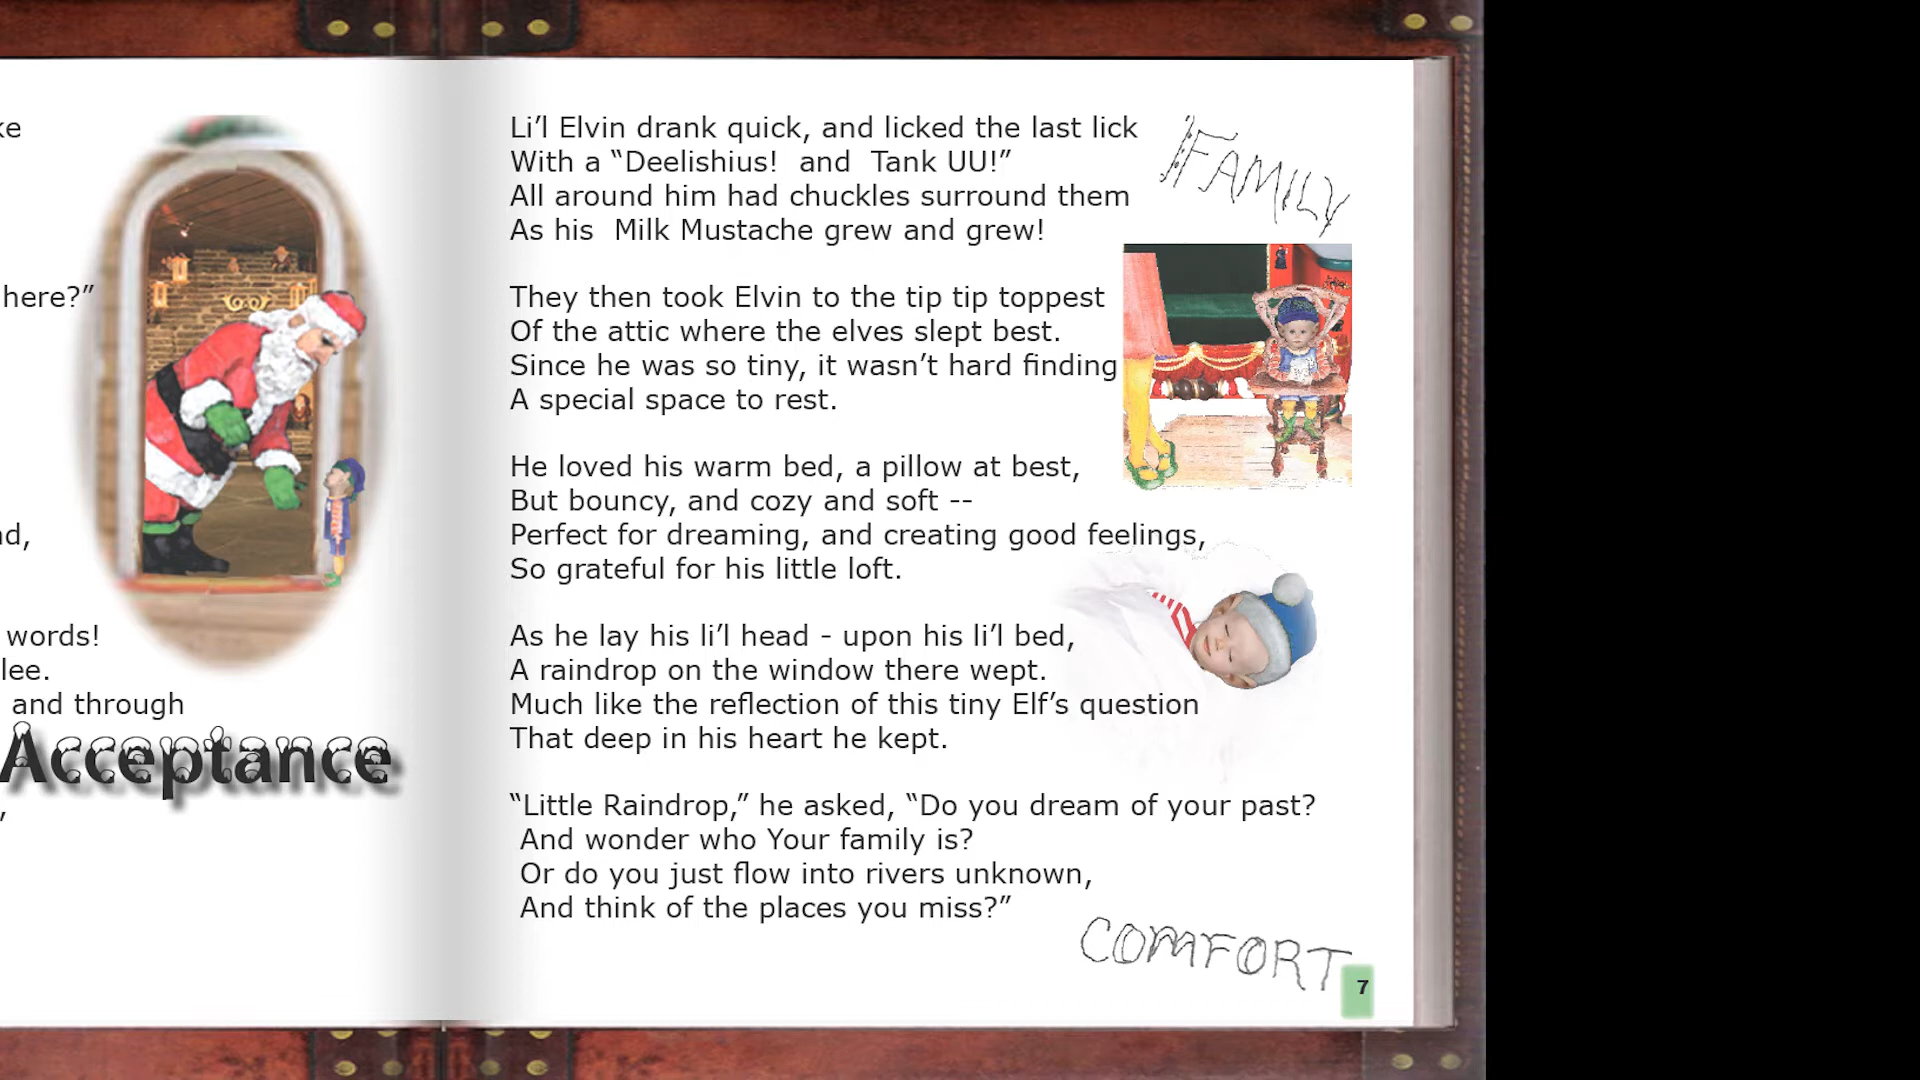 ke
here?”
nd,
words!
lee.
and through
Acceptance
Li’l Elvin drank quick, and licked the last lick
With a “Deelishius!  and  Tank UU!”
All around him had chuckles surround them
As his  Milk Mustache grew and grew!
They then took Elvin to the tip tip toppest
Of the attic where the elves slept best.
Since he was so tiny, it wasn’t hard finding
A special space to rest.
He loved his warm bed, a pillow at best,
But bouncy, and cozy and soft --
Perfect for dreaming, and creating good feelings,
So grateful for his little loft.
As he lay his li’l head - upon his li’l bed,
A raindrop on the window there wept.
Much like the reflection of this tiny Elf’s question
That deep in his heart he kept.
“Little Raindrop,” he asked, “Do you dream of your past?
And wonder who Your family is?
Or do you just flow into rivers unknown,
And think of the places you miss?”
FAMILY
COMFORT
7